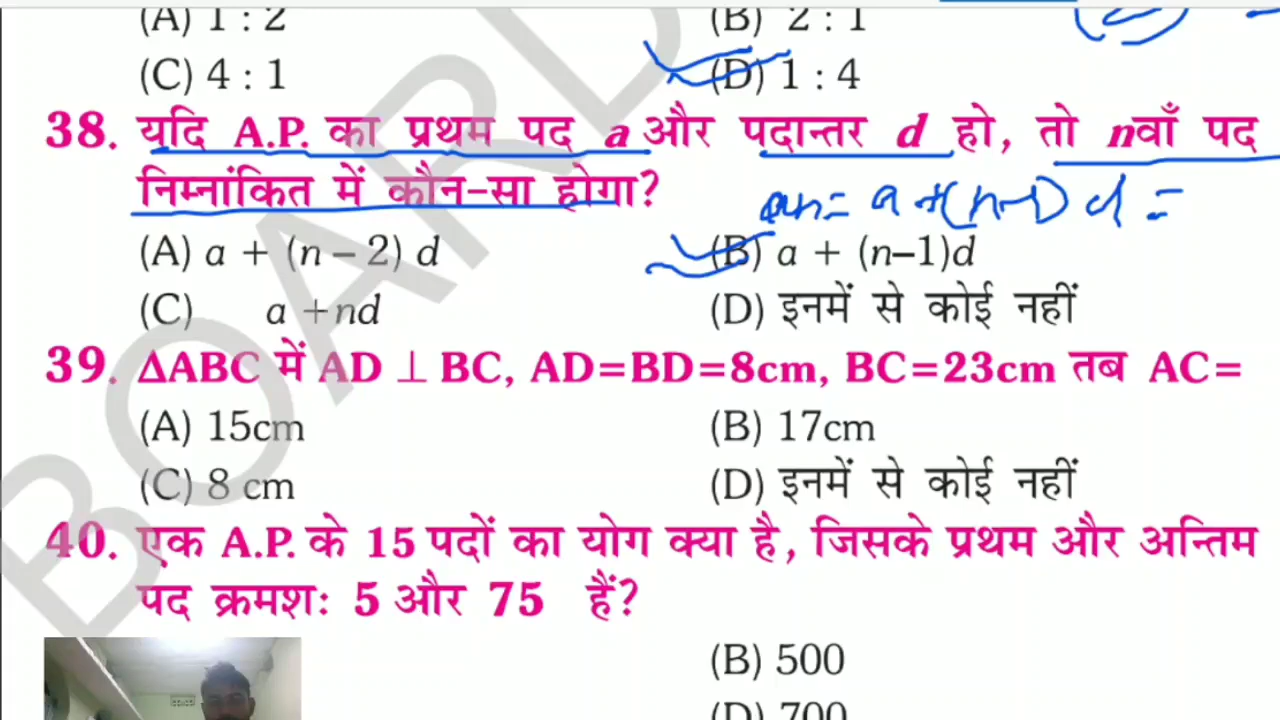 (A) 1 : 2 (B) 2 : 1
(C) 4 : 1 (D) 1 : 4
38. यदि A.P. का प्रथम पद a और पदान्तर d हो, तो nवाँ पद
निम्नांकित में कौन-सा होगा?
an = a + (n-1) d =
(A) a + (n – 2) d (B) a + (n–1)d
(C) a +nd (D) इनमें से कोई नहीं
39. ΔABC में AD ⊥ BC, AD=BD=8cm, BC=23cm तब AC=
(A) 15cm (B) 17cm
(C) 8 cm (D) इनमें से कोई नहीं
40. एक A.P. के 15 पदों का योग क्या है, जिसके प्रथम और अन्तिम
पद क्रमशः 5 और 75 हैं?
(B) 500
(D) 700
BOARD